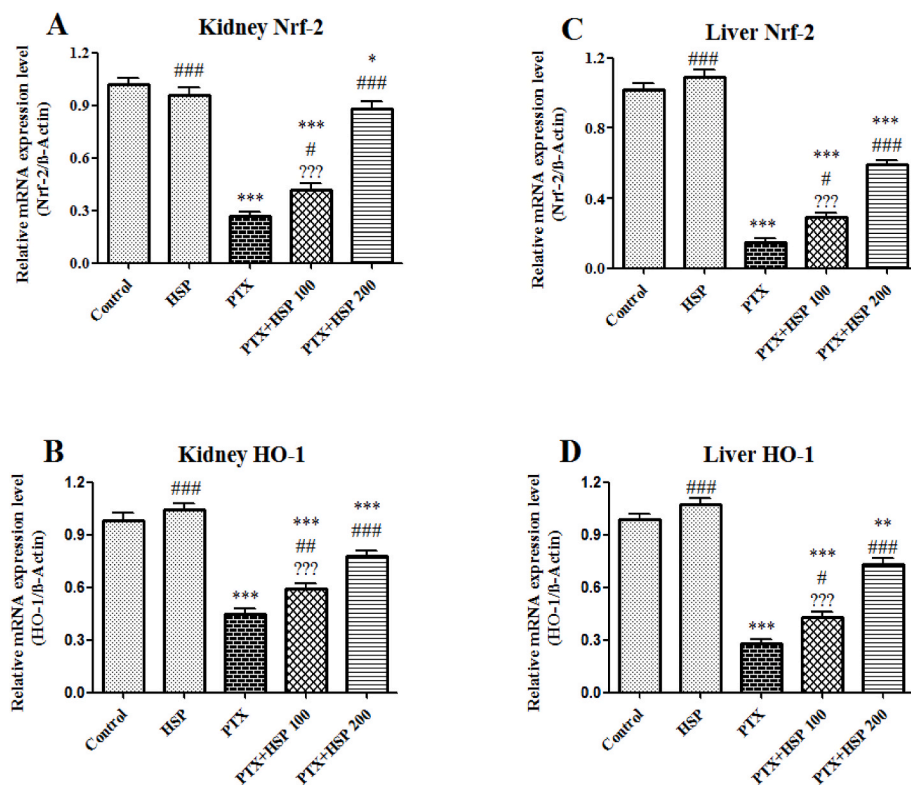 A
Kidney Nrf-2
Relative mRNA expression level
(Nrf-2/ß-Actin)
1.2
0.9
0.6
0.3
0.0
###
***
***
#
???
*
###
Control
HSP
PTX
PTX+HSP 100
PTX+HSP 200
C
Liver Nrf-2
Relative mRNA expression level
(Nrf-2/ß-Actin)
1.2
0.8
0.4
0.0
###
***
***
#
???
***
###
Control
HSP
PTX
PTX+HSP 100
PTX+HSP 200
B
Kidney HO-1
Relative mRNA expression level
(HO-1/ß-Actin)
1.2
0.9
0.6
0.3
0.0
###
***
***
##
???
***
###
Control
HSP
PTX
PTX+HSP 100
PTX+HSP 200
D
Liver HO-1
Relative mRNA expression level
(HO-1/ß-Actin)
1.2
0.9
0.6
0.3
0.0
###
***
***
#
???
**
###
Control
HSP
PTX
PTX+HSP 100
PTX+HSP 200